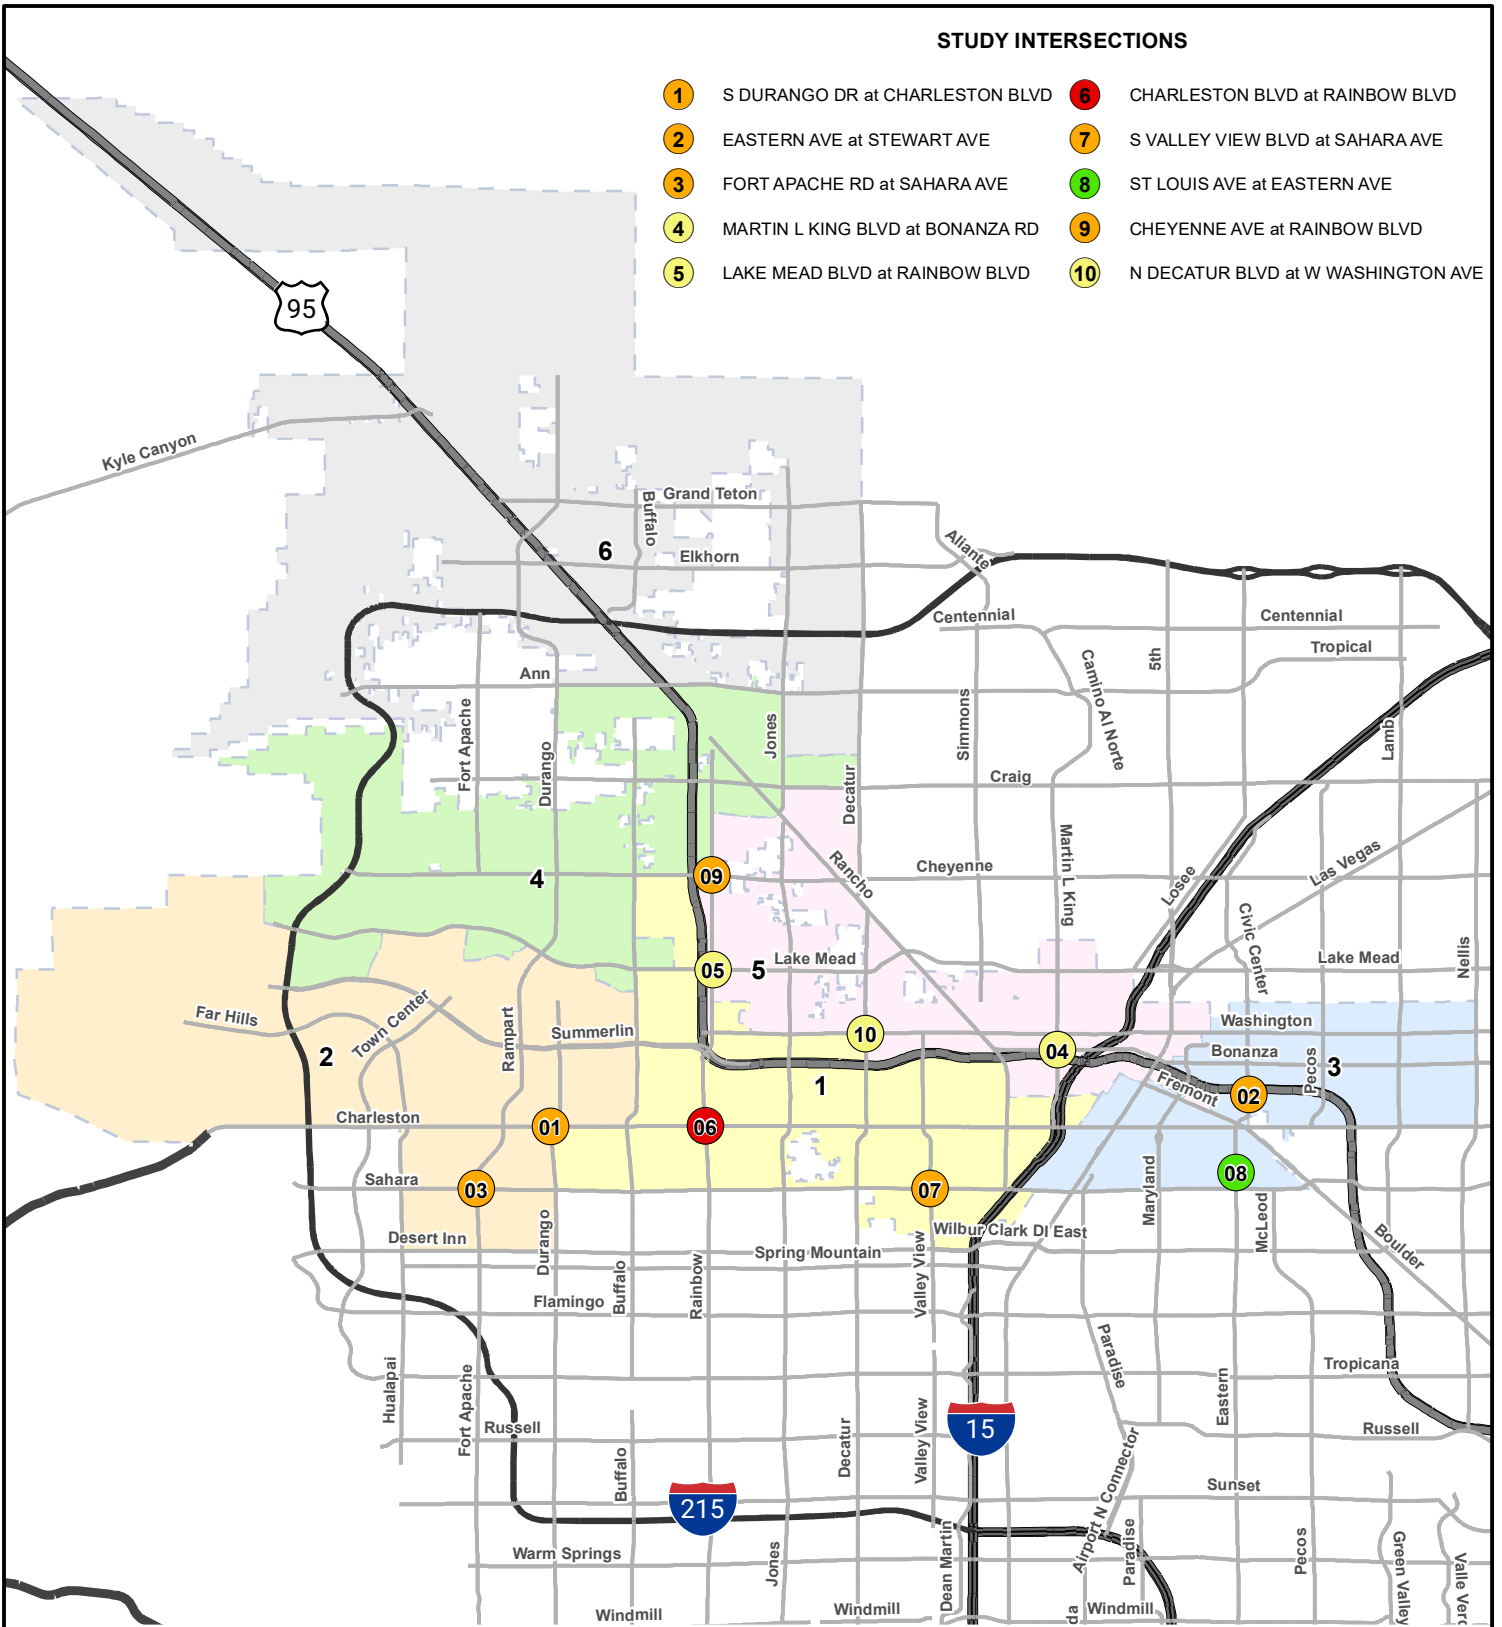 STUDY INTERSECTIONS
1 S DURANGO DR at CHARLESTON BLVD
2 EASTERN AVE at STEWART AVE
3 FORT APACHE RD at SAHARA AVE
4 MARTIN L KING BLVD at BONANZA RD
5 LAKE MEAD BLVD at RAINBOW BLVD
6 CHARLESTON BLVD at RAINBOW BLVD
7 S VALLEY VIEW BLVD at SAHARA AVE
8 ST LOUIS AVE at EASTERN AVE
9 CHEYENNE AVE at RAINBOW BLVD
10 N DECATUR BLVD at W WASHINGTON AVE
95
Kyle Canyon
Grand Teton
Buffalo
6
Elkhorn
Aliante
Centennial
Centennial
Tropical
5th
Camino Al Norte
Ann
Fort Apache
Durango
Jones
Simmons
Lamb
Decatur
Craig
Rancho
Martin L King
Cheyenne
Losee
Las Vegas
4
09
Civic Center
Nellis
05
5
Lake Mead
Lake Mead
Far Hills
Town Center
Rampart
Summerlin
10
Washington
2
04
Bonanza
Pecos
3
1
Fremont
02
Charleston
01
06
Sahara
03
07
08
Maryland
McLeod
Desert Inn
Durango
Wilbur Clark DI East
Spring Mountain
Boulder
Buffalo
Rainbow
Valley View
Flamingo
Paradise
Hualapai
Fort Apache
Tropicana
Eastern
Russell
15
Russell
Decatur
Valley View
Buffalo
Airport N Connector
Sunset
215
Warm Springs
Jones
Dean Martin
Paradise
Pecos
Green Valley
Valle Verd
Windmill
Windmill
da
Windmill